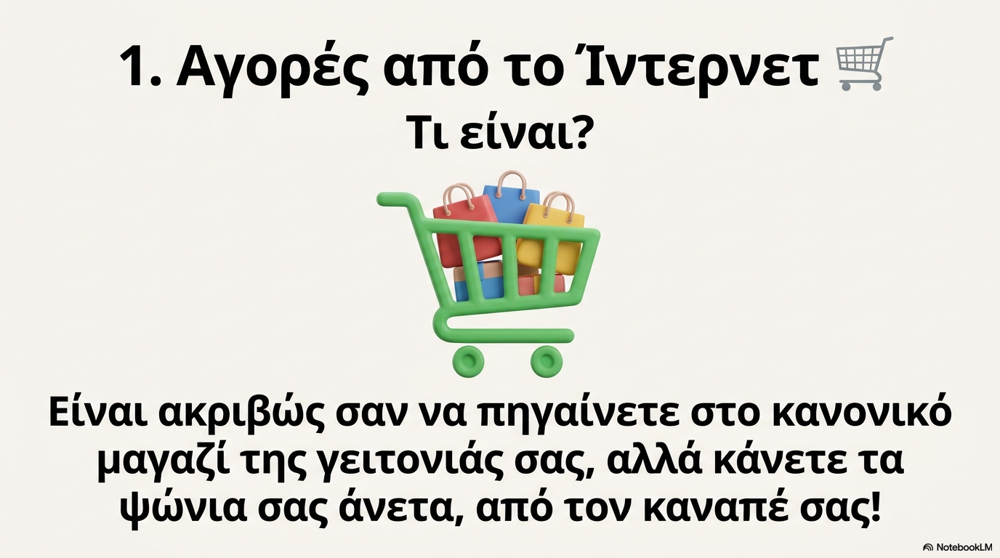 1. Αγορές από το Ίντερνετ 🛒
Τι είναι?
Είναι ακριβώς σαν να πηγαίνετε στο κανονικό
μαγαζί της γειτονιάς σας, αλλά κάνετε τα
ψώνια σας άνετα, από τον καναπέ σας!
NotebookLM